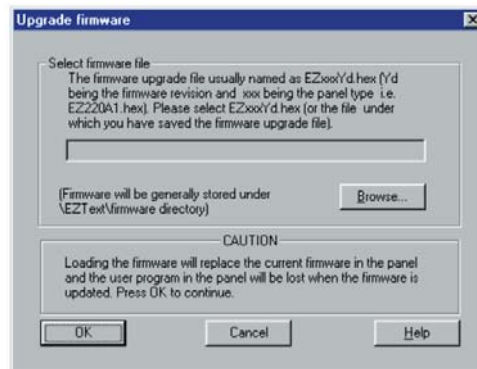 Upgrade firmware
Select firmware file
The firmware upgrade file usually named as EZxxxYd.hex (Yd
being the firmware revision and xxx being the panel type i.e.
EZ220A1.hex). Please select EZxxxYd.hex (or the file under
which you have saved the firmware upgrade file).
(Firmware will be generally stored under
\EZText\firmware directory)
Browse...
CAUTION
Loading the firmware will replace the current firmware in the panel
and the user program in the panel will be lost when the firmware is
updated. Press OK to continue.
OK
Cancel
Help